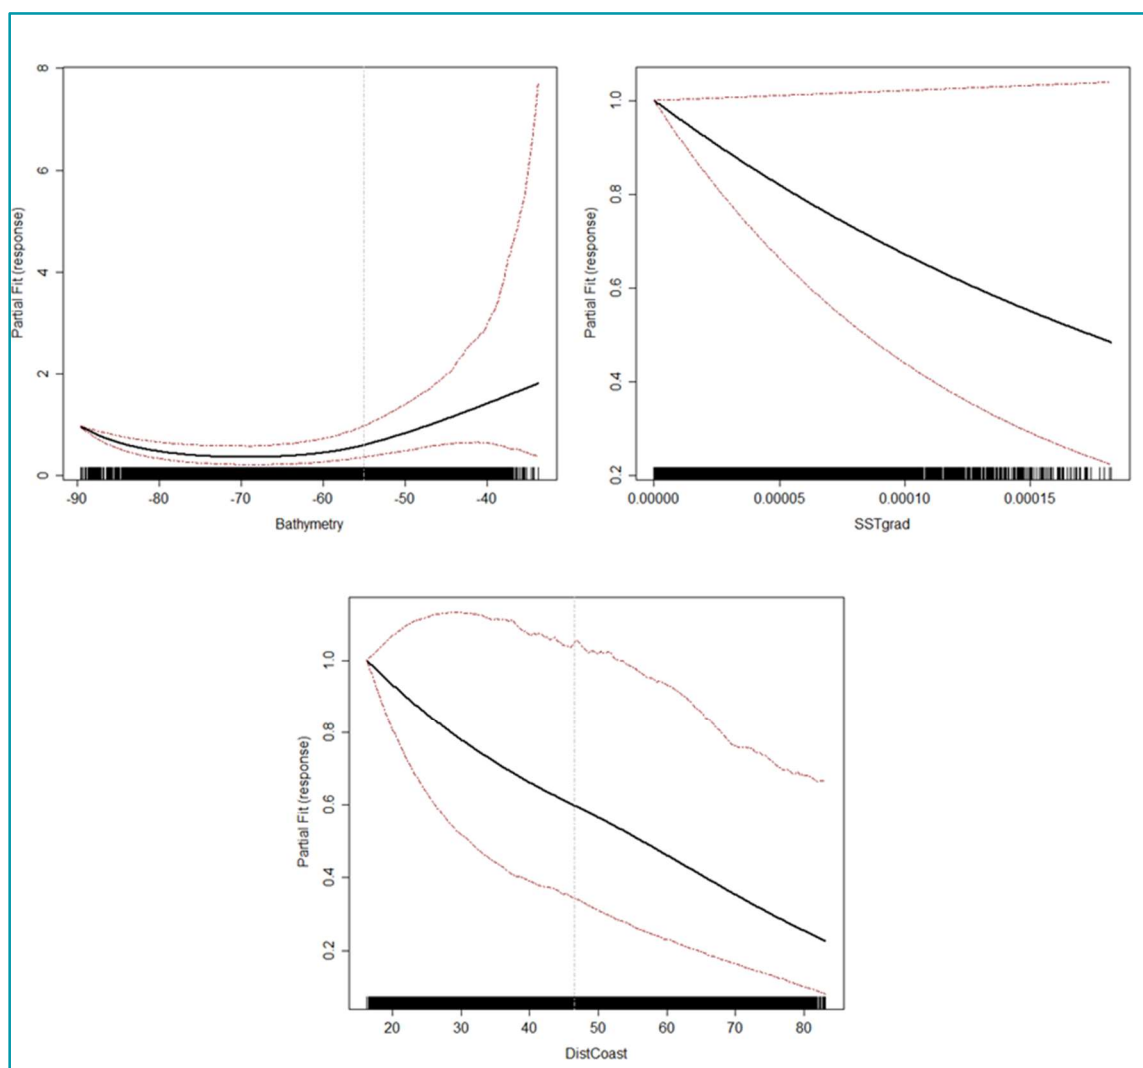 8
6
4
2
0
Partial Fit (response)
-90 -80 -70 -60 -50 -40
Bathymetry
1.0
0.8
0.6
0.4
0.2
Partial Fit (response)
0.00000 0.00005 0.00010 0.00015
SSTgrad
1.0
0.8
0.6
0.4
0.2
Partial Fit (response)
20 30 40 50 60 70 80
DistCoast